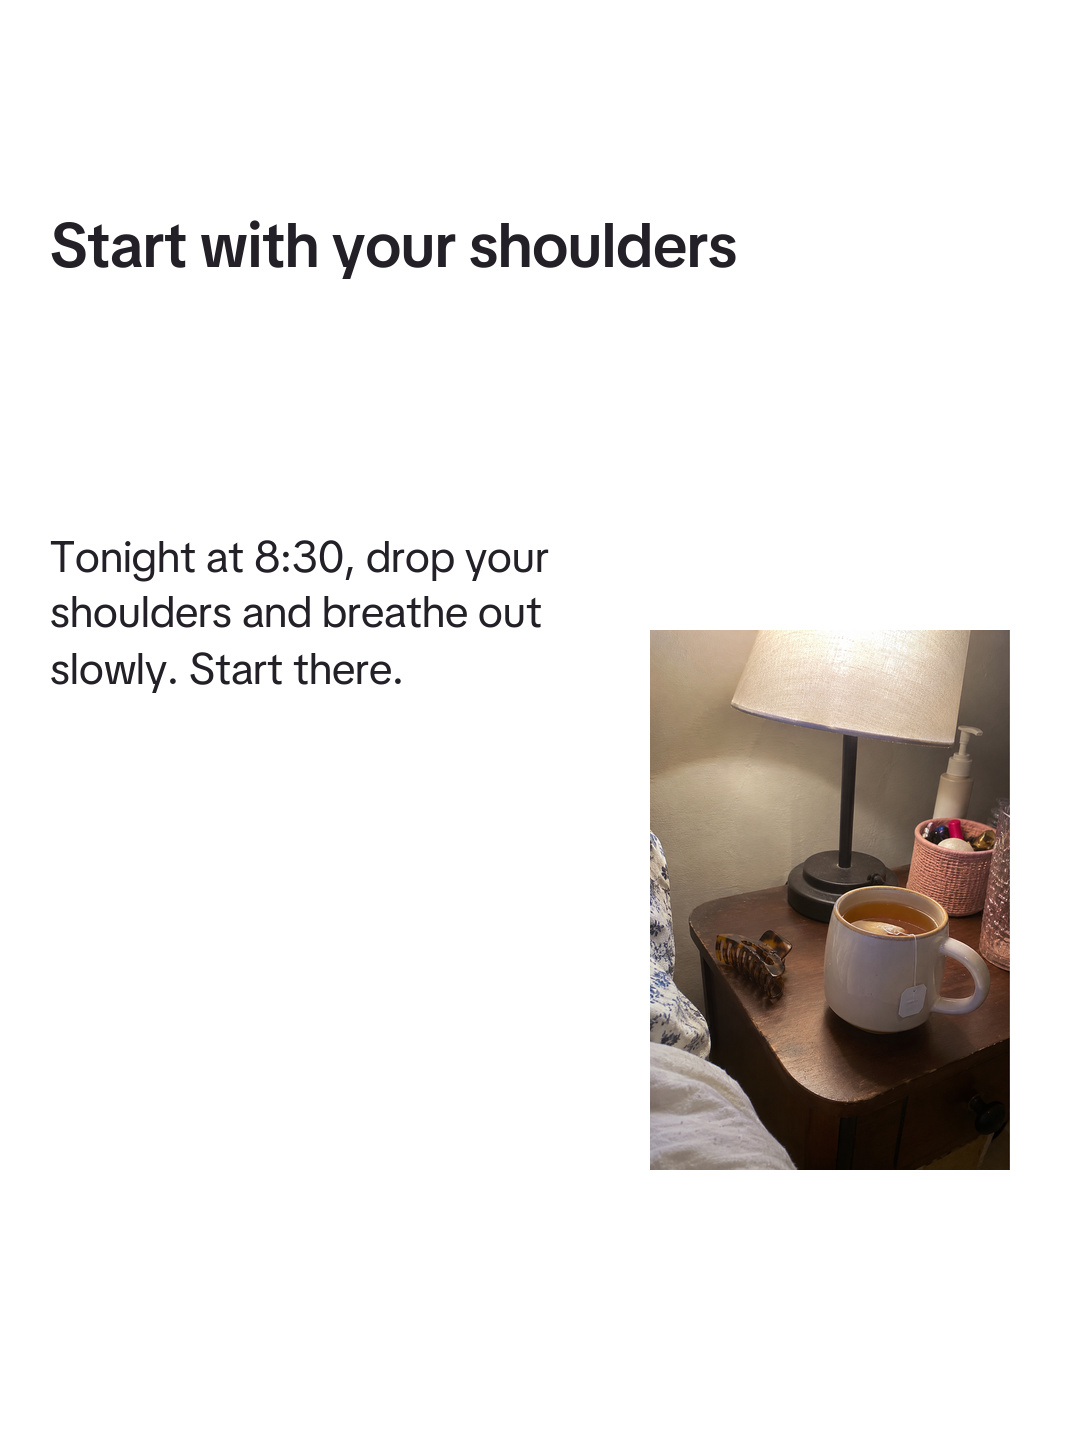 Start with your shoulders
Tonight at 8:30, drop your
shoulders and breathe out
slowly. Start there.